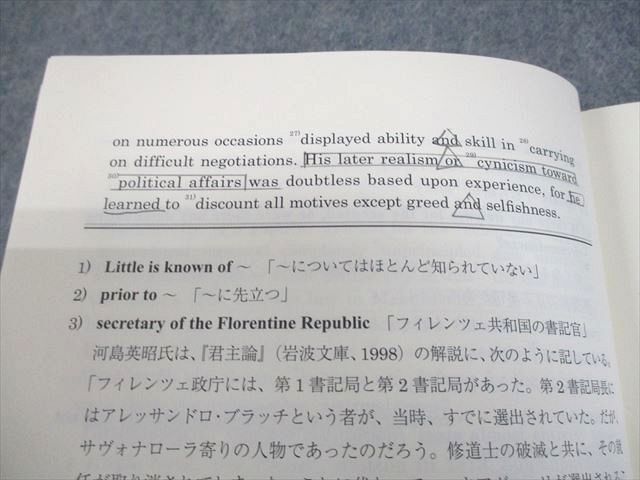 on numerous occasions 27)displayed ability and skill in 28)carrying
on difficult negotiations. His later realism or 29)cynicism toward
30)political affairs was doubtless based upon experience, for he
learned to 31)discount all motives except greed and selfishness.
1) Little is known of ~ 「~についてはほとんど知られていない」
2) prior to ~ 「~に先立つ」
3) secretary of the Florentine Republic 「フィレンツェ共和国の書記官」
河島英昭氏は、『君主論』(岩波文庫、1998) の解説に、次のように記している。
「フィレンツェ政庁には、第1書記局と第2書記局があった。第2書記局長に
はアレッサンドロ・ブラッチという者が、当時、すでに選出されていた。だが、
サヴォナローラ寄りの人物であったのだろう。修道士の破滅と共に、その